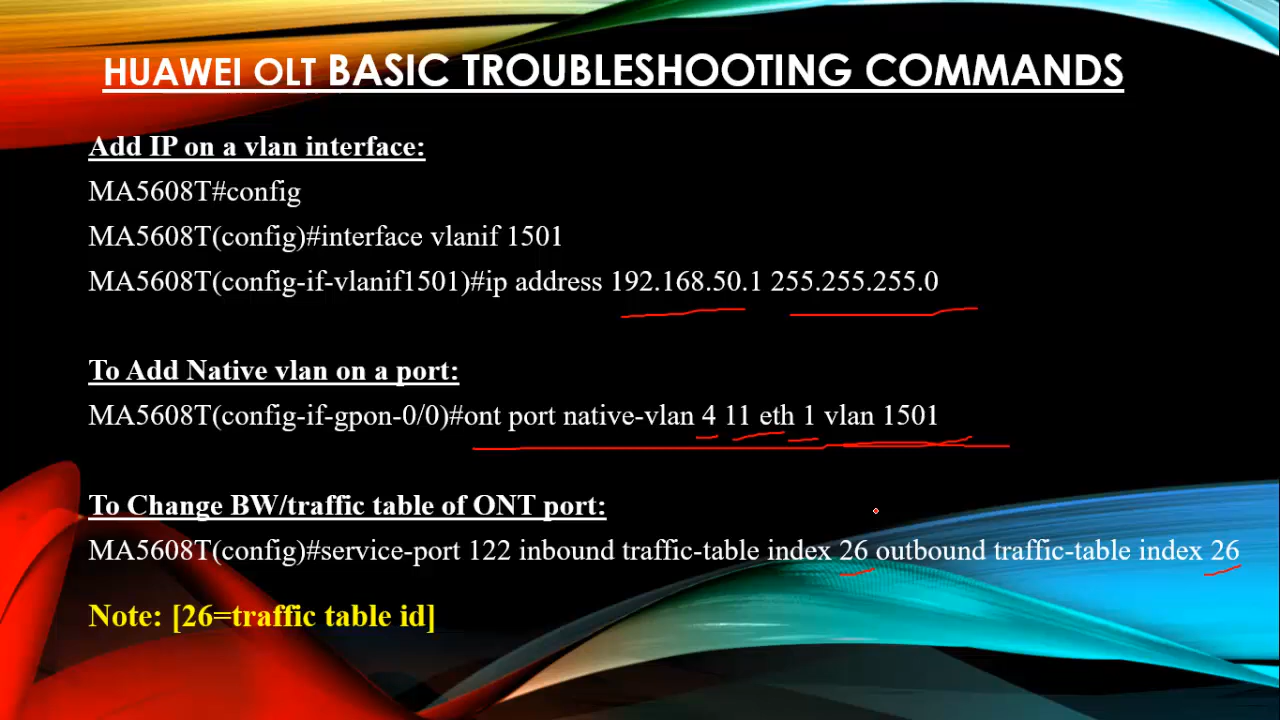 HUAWEI OLT BASIC TROUBLESHOOTING COMMANDS
Add IP on a vlan interface:
MA5608T#config
MA5608T(config)#interface vlanif 1501
MA5608T(config-if-vlanif1501)#ip address 192.168.50.1 255.255.255.0
To Add Native vlan on a port:
MA5608T(config-if-gpon-0/0)#ont port native-vlan 4 11 eth 1 vlan 1501
To Change BW/traffic table of ONT port:
MA5608T(config)#service-port 122 inbound traffic-table index 26 outbound traffic-table index 26
Note: [26=traffic table id]